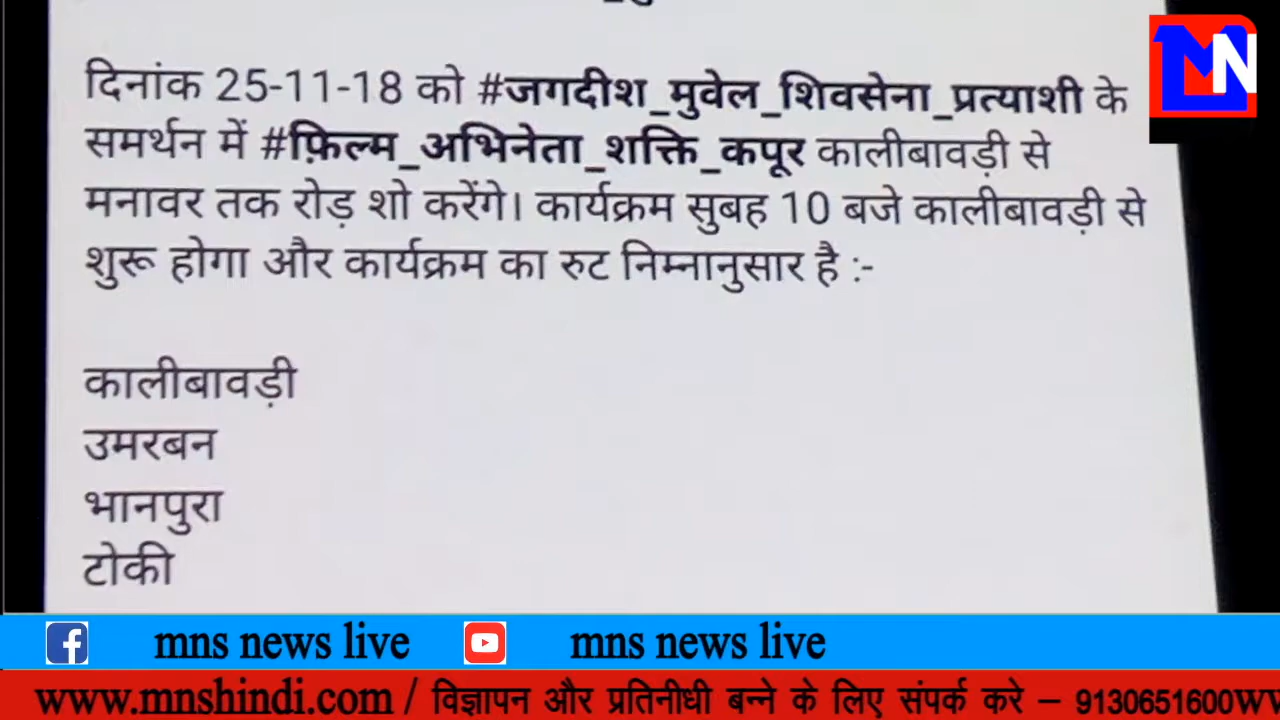 दिनांक 25-11-18 को #जगदीश_मुवेल_शिवसेना_प्रत्याशी के
समर्थन में #फ़िल्म_अभिनेता_शक्ति_कपूर कालीबावड़ी से
मनावर तक रोड़ शो करेंगे। कार्यक्रम सुबह 10 बजे कालीबावड़ी से
शुरू होगा और कार्यक्रम का रुट निम्नानुसार है :-
कालीबावड़ी
उमरबन
भानपुरा
टोकी
MN
mns news live
mns news live
www.mnshindi.com / विज्ञापन और प्रतिनीधी बन्ने के लिए संपर्क करे – 9130651600ww